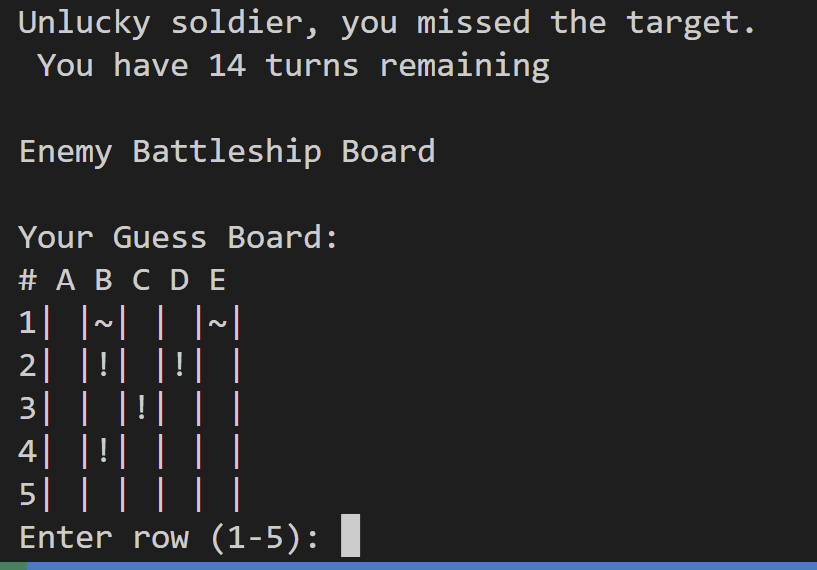 Unlucky soldier, you missed the target.
 You have 14 turns remaining
Enemy Battleship Board
Your Guess Board:
# A B C D E
1| |~| | |~|
2| |!| |!| |
3| | |!| | |
4| |!| | | |
5| | | | | |
Enter row (1-5):